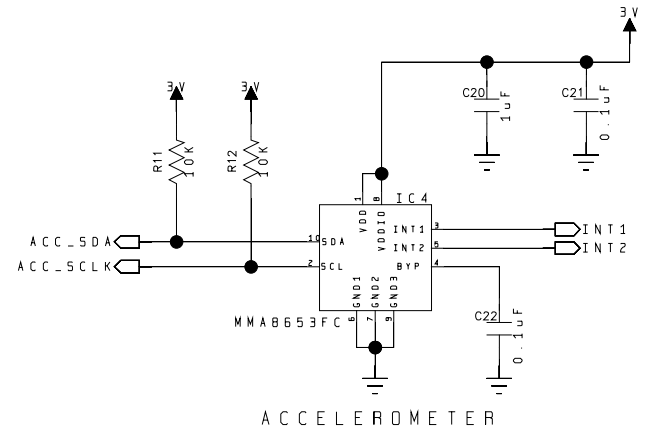 3V
C20
1uF
C21
0.1uF
3V
3V
R11
10K
R12
10K
IC4
1
8
VDD
VDDIO
ACC_SDA
10
SDA
INT1
3
INT1
INT2
5
INT2
ACC_SCLK
2
SCL
BYP
4
GND1
GND2
GND3
6
7
9
MMA8653FC
C22
0.1uF
ACCELEROMETER